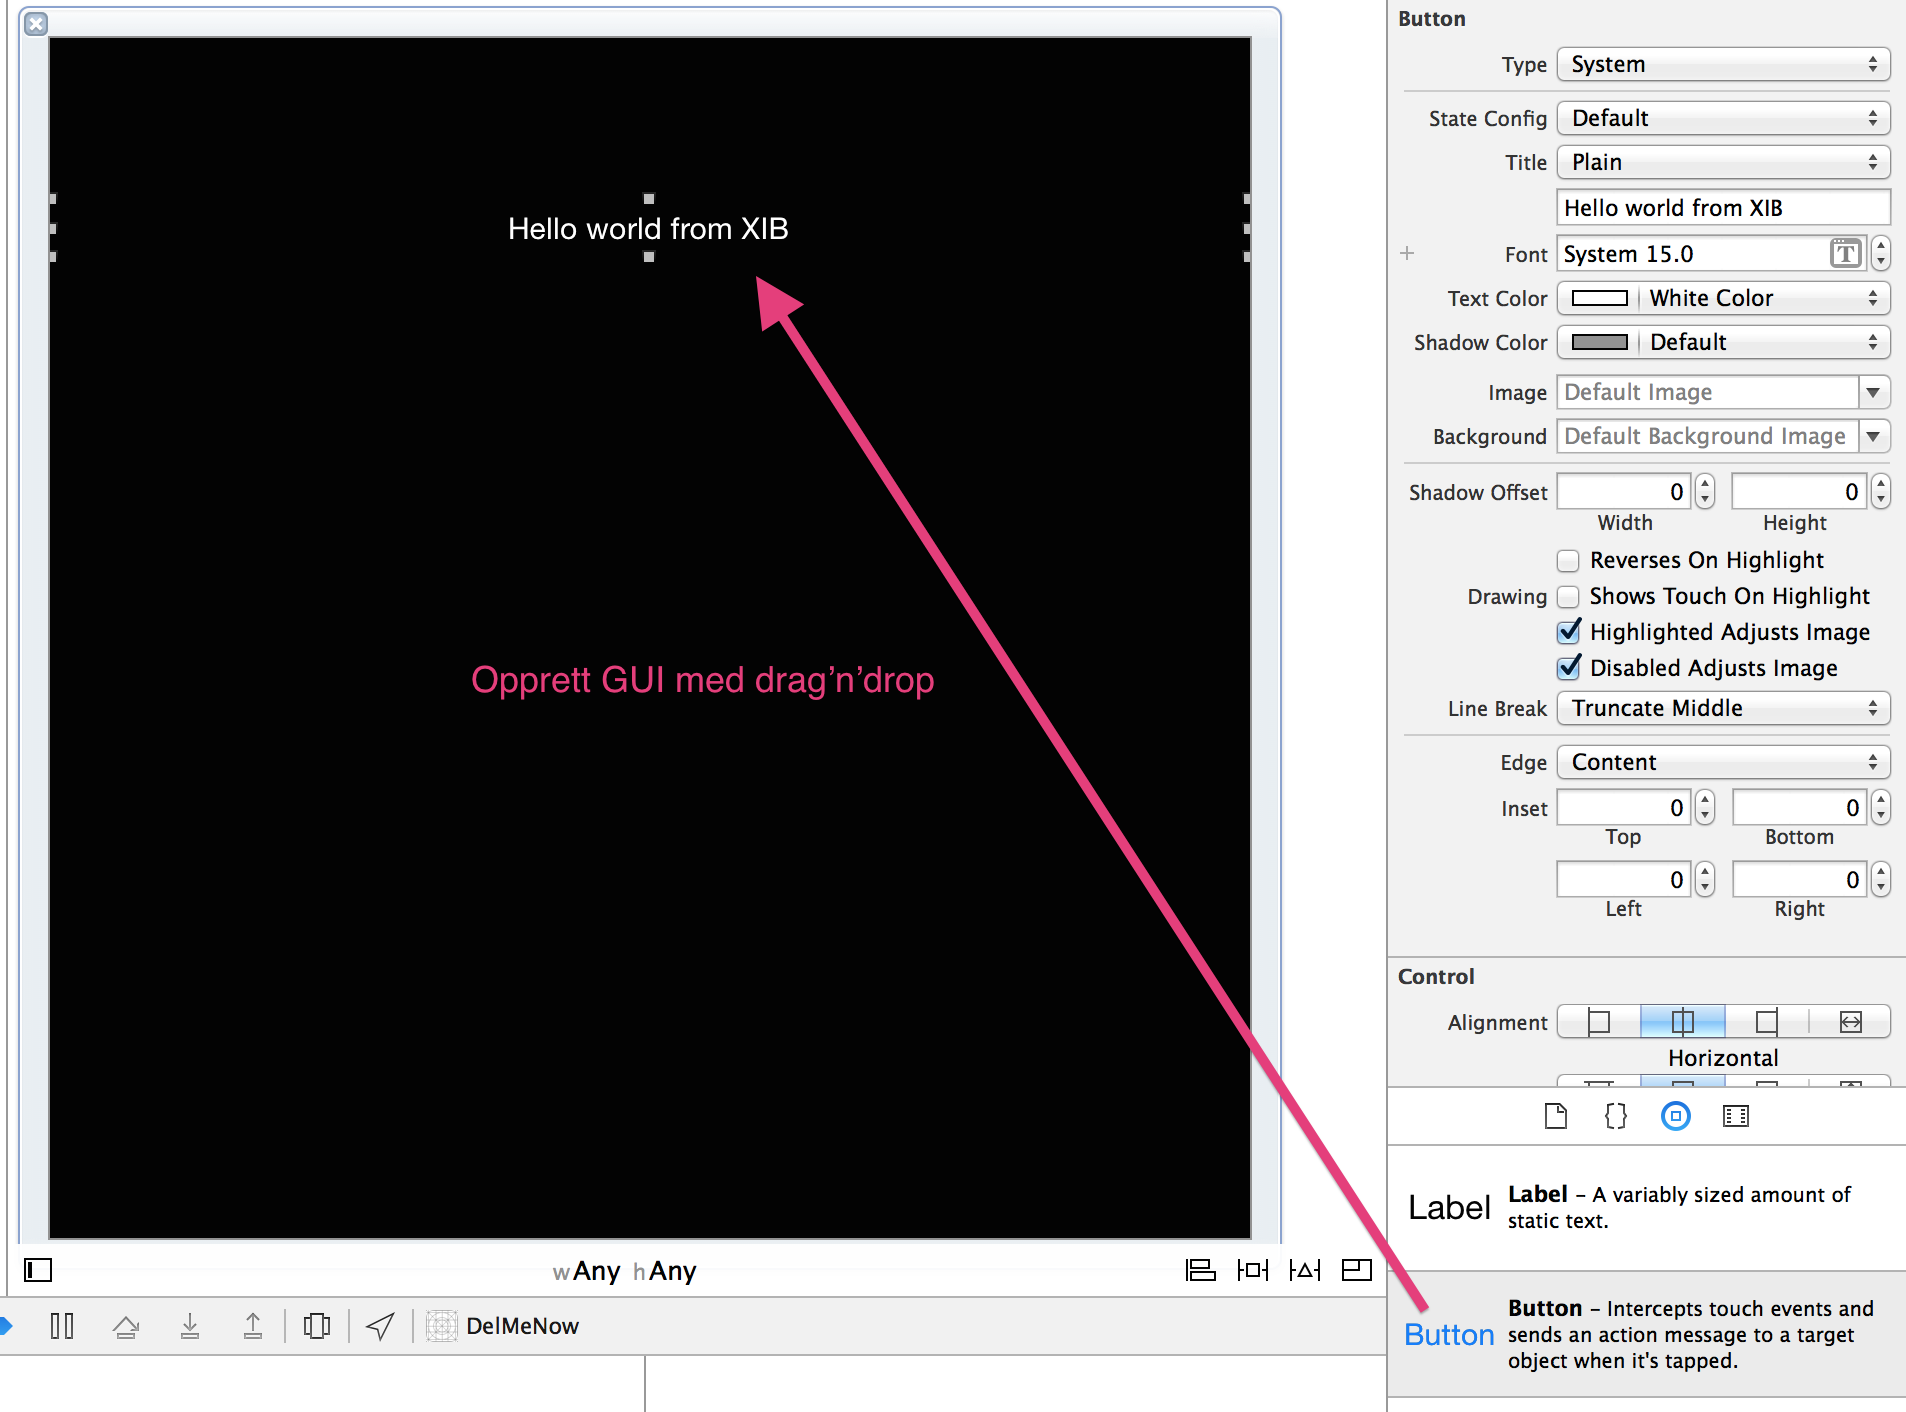 Hello world from XIB
Opprett GUI med drag’n’drop
wAny hAny
DelMeNow
Button
Type System
State Config Default
Title Plain
Hello world from XIB
Font System 15.0 T
Text Color White Color
Shadow Color Default
Image Default Image
Background Default Background Image
Shadow Offset 0 0
Width Height
Reverses On Highlight
Drawing Shows Touch On Highlight
Highlighted Adjusts Image
Disabled Adjusts Image
Line Break Truncate Middle
Edge Content
Inset 0 0
Top Bottom
0 0
Left Right
Control
Alignment
Horizontal
Label Label – A variably sized amount of
static text.
Button – Intercepts touch events and
Button sends an action message to a target
object when it's tapped.